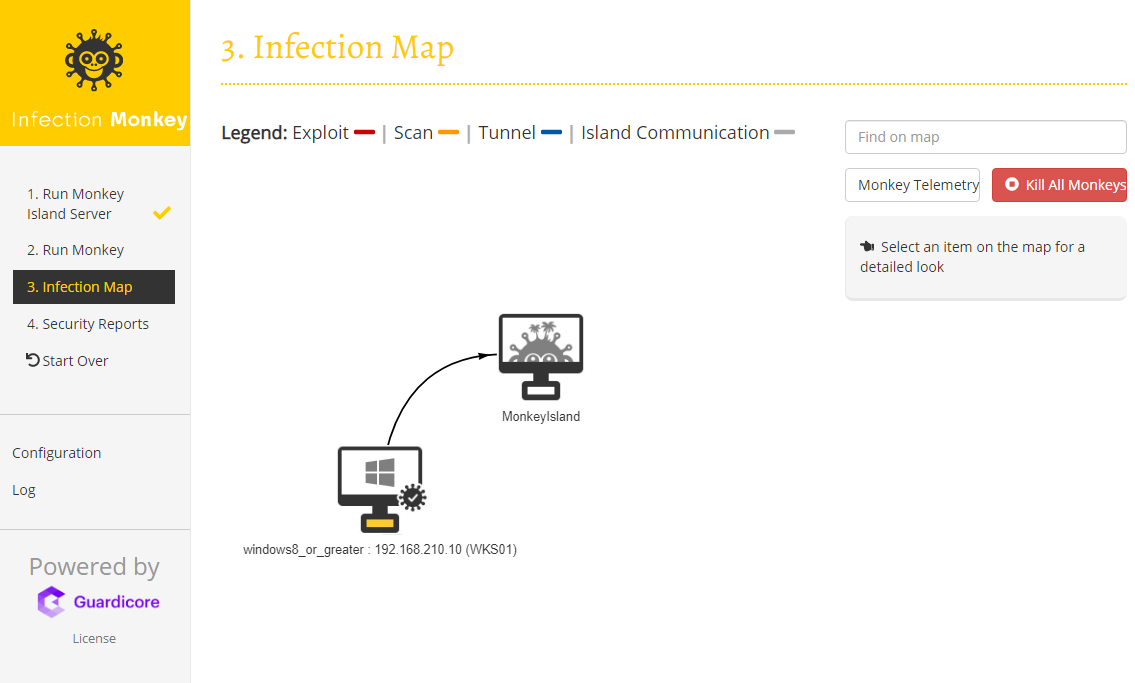 Infection Monkey
1. Run Monkey
Island Server
2. Run Monkey
3. Infection Map
4. Security Reports
Start Over
Configuration
Log
Powered by
Guardicore
License
3. Infection Map
Legend: Exploit | Scan | Tunnel | Island Communication
Find on map
Monkey Telemetry
Kill All Monkeys
Select an item on the map for a
detailed look
MonkeyIsland
windows8_or_greater : 192.168.210.10 (WKS01)